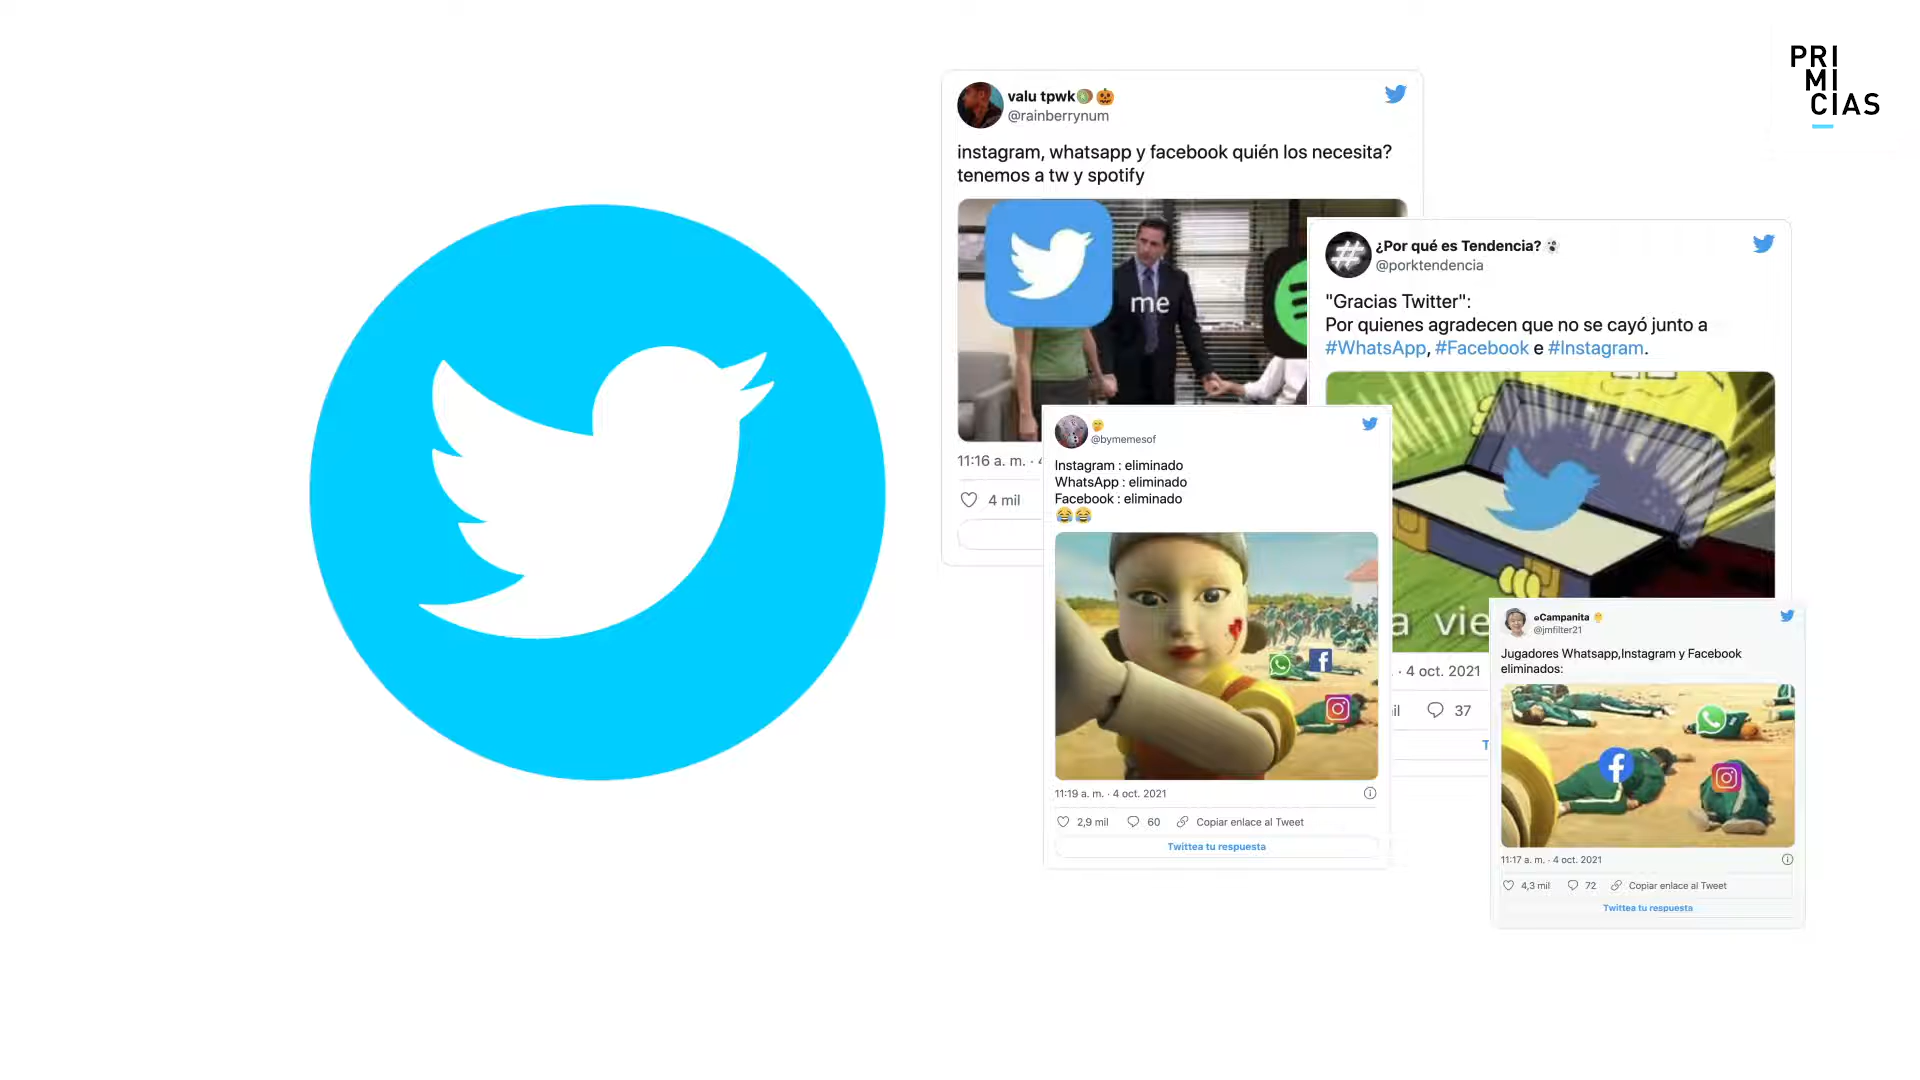 PRI
MI
CIAS
valu tpwk🥝🎃
@rainberrynum
instagram, whatsapp y facebook quién los necesita?
tenemos a tw y spotify
me
11:16 a. m. ·
4 mil
¿Por qué es Tendencia?
@porktendencia
"Gracias Twitter":
Por quienes agradecen que no se cayó junto a
#WhatsApp, #Facebook e #Instagram.
a vie
· 4 oct. 2021
37
@bymemesof
Instagram : eliminado
WhatsApp : eliminado
Facebook : eliminado
😂😂
11:19 a. m. · 4 oct. 2021
2,9 mil 60 Copiar enlace al Tweet
Twittea tu respuesta
Campanita
@jmfilter21
Jugadores Whatsapp,Instagram y Facebook
eliminados:
11:17 a. m. · 4 oct. 2021
4,3 mil 72 Copiar enlace al Tweet
Twittea tu respuesta